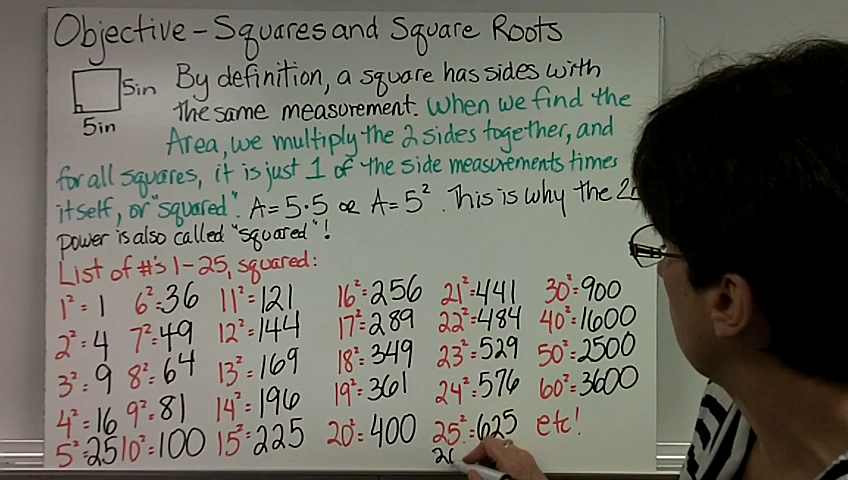 Objective - Squares and Square Roots
5in
5in
By definition, a square has sides with
the same measurement. When we find the
Area, we multiply the 2 sides together, and
for all squares, it is just 1 of the side measurements times
itself, or "squared". A = 5·5 or A = 5². This is why the
power is also called "squared"!
List of #'s 1-25, squared:
1² = 1 6² = 36 11² = 121 16² = 256 21² = 441 30² = 900
2² = 4 7² = 49 12² = 144 17² = 289 22² = 484 40² = 1600
3² = 9 8² = 64 13² = 169 18² = 349 23² = 529 50² = 2500
4² = 16 9² = 81 14² = 196 19² = 361 24² = 576 60² = 3600
5² = 25 10² = 100 15² = 225 20² = 400 25² = 625 etc!